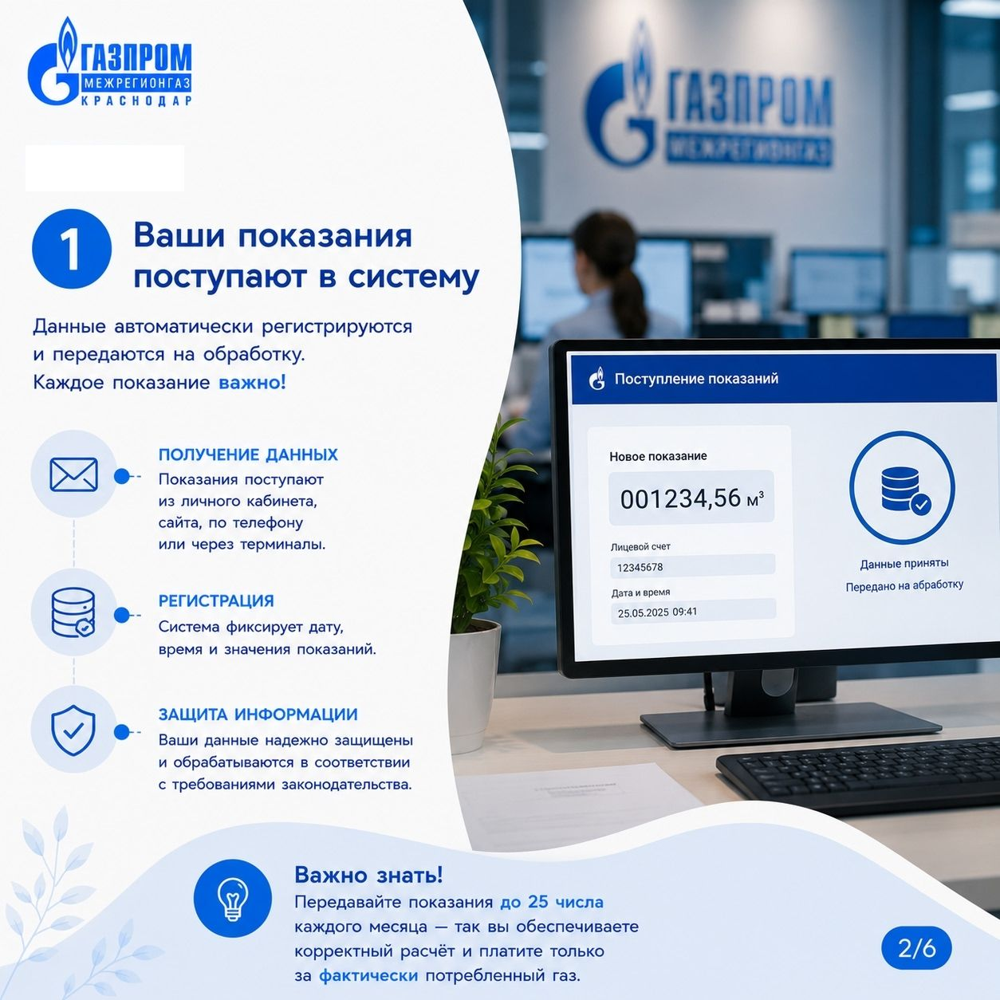 ГАЗПРОМ
МЕЖРЕГИОНГАЗ
КРАСНОДАР
ГАЗПРОМ
МЕЖРЕГИОНГАЗ
1
Ваши показания
поступают в систему
Данные автоматически регистрируются
и передаются на обработку.
Каждое показание важно!
ПОЛУЧЕНИЕ ДАННЫХ
Показания поступают
из личного кабинета,
сайта, по телефону
или через терминалы.
РЕГИСТРАЦИЯ
Система фиксирует дату,
время и значения показаний.
ЗАЩИТА ИНФОРМАЦИИ
Ваши данные надежно защищены
и обрабатываются в соответствии
с требованиями законодательства.
Поступление показаний
Новое показание
001234,56 м³
Лицевой счет
12345678
Дата и время
25.05.2025 09:41
Данные приняты
Передано на абработку
Важно знать!
Передавайте показания до 25 числа
каждого месяца — так вы обеспечиваете
корректный расчёт и платите только
за фактически потребленный газ.
2/6